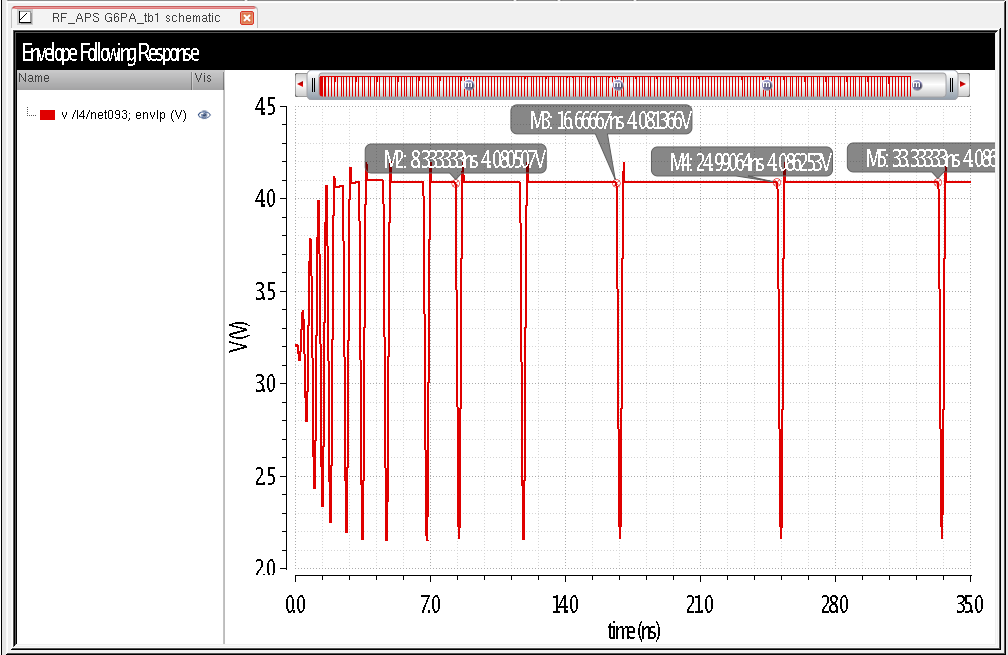 RF_APS G6PA_tb1 schematic
Envelope Following Response
Name Vis
v /I4/net093; envlp (V)
M3: 16.66667ns 4.081366V
M2: 8.333333ns 4.080507V
M4: 24.99064ns 4.086253V
M5: 33.33333ns 4.086
4.5
4.0
3.5
3.0
2.5
2.0
V (V)
0.0 7.0 14.0 21.0 28.0 35.0
time (ns)